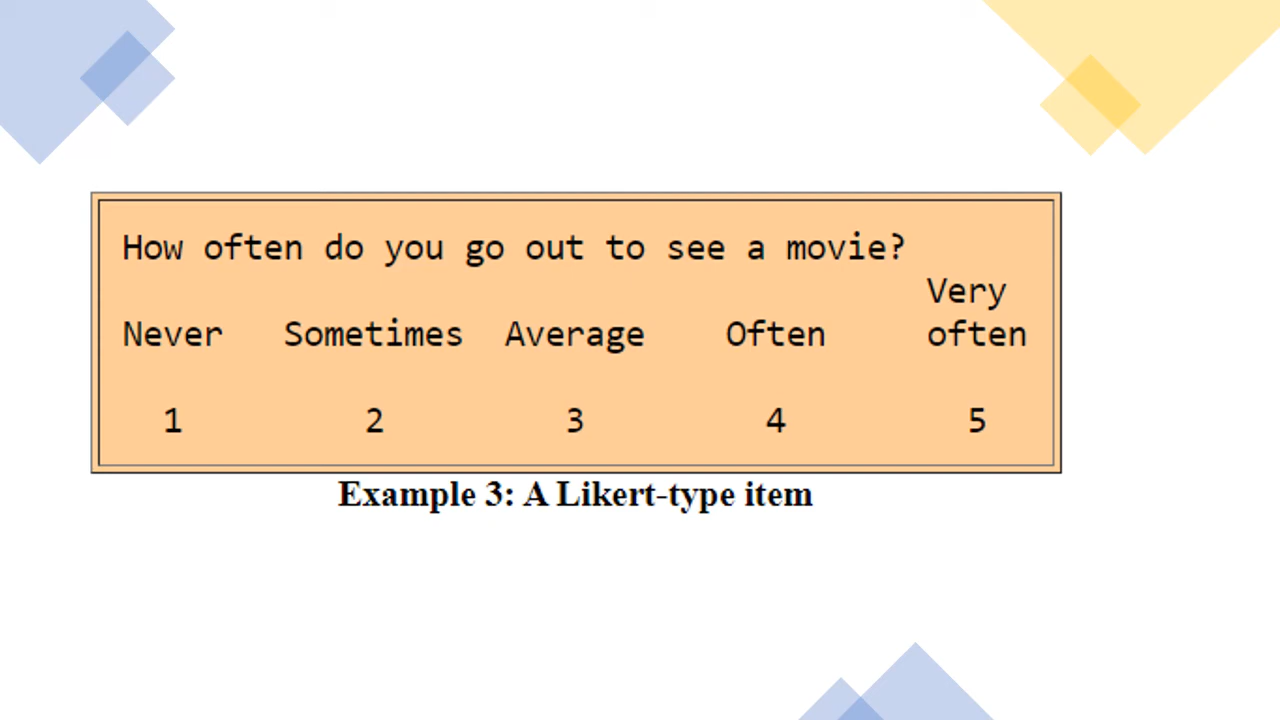 How often do you go out to see a movie?
Never Sometimes Average Often Very often
1 2 3 4 5
Example 3: A Likert-type item